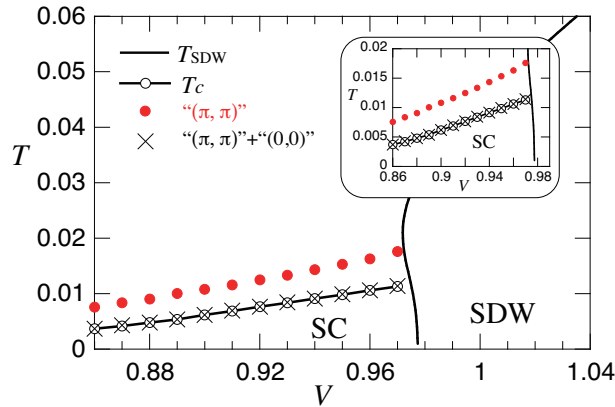 0.06
0.05
0.04
T
0.03
0.02
0.01
0
0.88
0.92
0.96
1
1.04
V
T_SDW
T_c
“(π, π)”
“(π, π)”+“(0,0)”
SC
SDW
0.02
0.015
T
0.01
0.005
0
0.86
0.9
0.94
0.98
V
SC